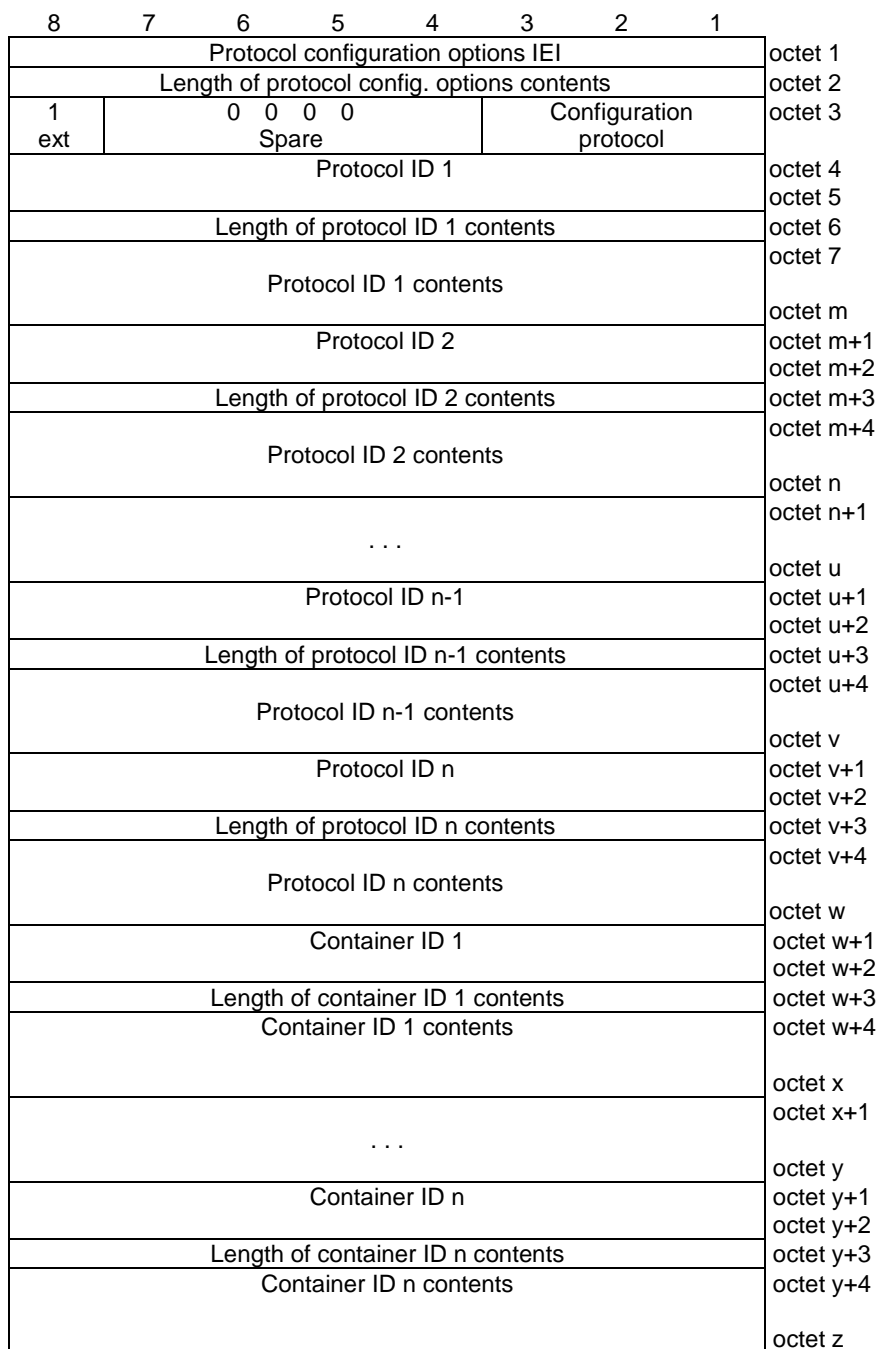 8 7 6 5 4 3 2 1
Protocol configuration options IEI octet 1
Length of protocol config. options contents octet 2
1 0 0 0 0 Configuration octet 3
ext Spare protocol
Protocol ID 1 octet 4
octet 5
Length of protocol ID 1 contents octet 6
octet 7
Protocol ID 1 contents
octet m
Protocol ID 2 octet m+1
octet m+2
Length of protocol ID 2 contents octet m+3
octet m+4
Protocol ID 2 contents
octet n
octet n+1
. . .
octet u
Protocol ID n-1 octet u+1
octet u+2
Length of protocol ID n-1 contents octet u+3
octet u+4
Protocol ID n-1 contents
octet v
Protocol ID n octet v+1
octet v+2
Length of protocol ID n contents octet v+3
octet v+4
Protocol ID n contents
octet w
Container ID 1 octet w+1
octet w+2
Length of container ID 1 contents octet w+3
Container ID 1 contents octet w+4
octet x
octet x+1
. . .
octet y
Container ID n octet y+1
octet y+2
Length of container ID n contents octet y+3
Container ID n contents octet y+4
octet z